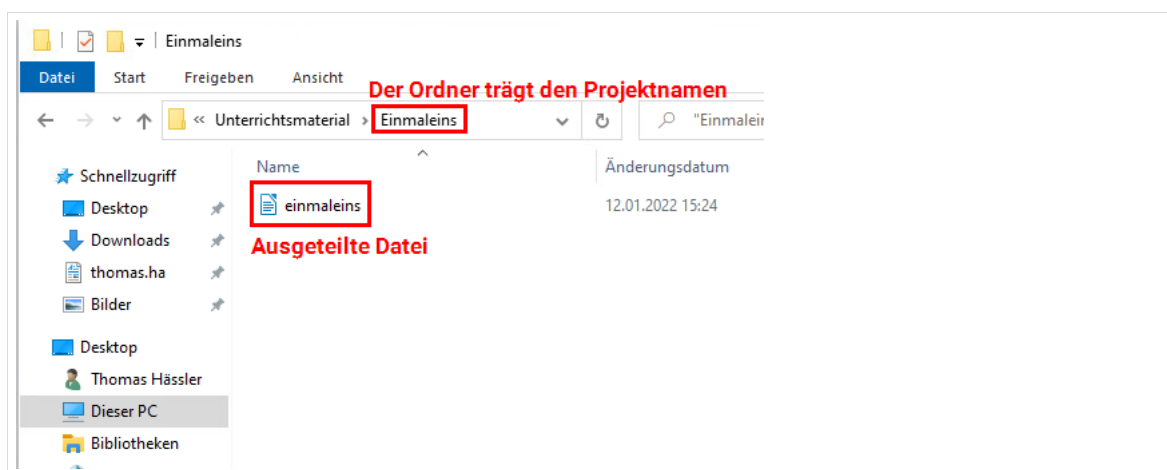 Einmaleins
Datei Start Freigeben Ansicht
Der Ordner trägt den Projektnamen
« Unterrichtsmaterial › Einmaleins
Name Änderungsdatum
Schnellzugriff
einmaleins 12.01.2022 15:24
Desktop
Ausgeteilte Datei
Downloads
thomas.ha
Bilder
Desktop
Thomas Hässler
Dieser PC
Bibliotheken